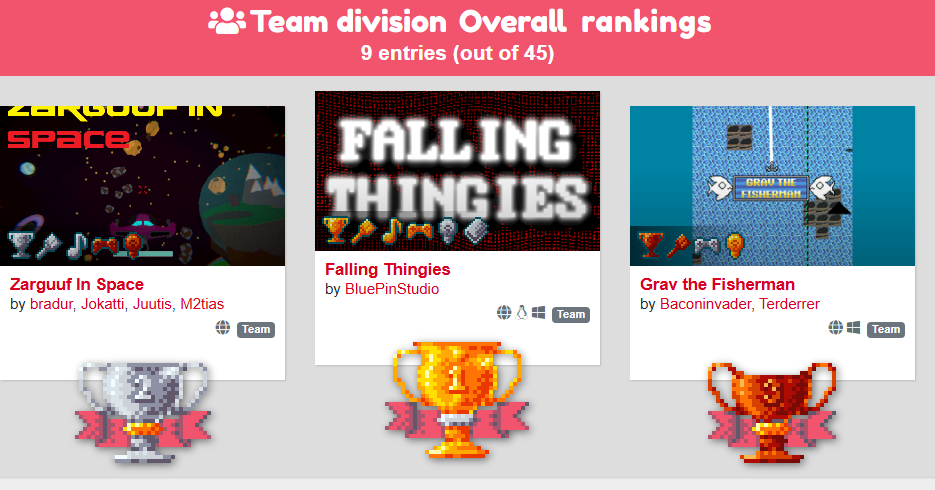 Team division Overall rankings
9 entries (out of 45)
ZARGUUF IN
SPACE
Zarguuf In Space
by bradur, Jokatti, Juutis, M2tias
Team
2
FALLING
THINGIES
Falling Thingies
by BluePinStudio
Team
1
GRAV THE
FISHERMAN
Grav the Fisherman
by Baconinvader, Terderrer
Team
3